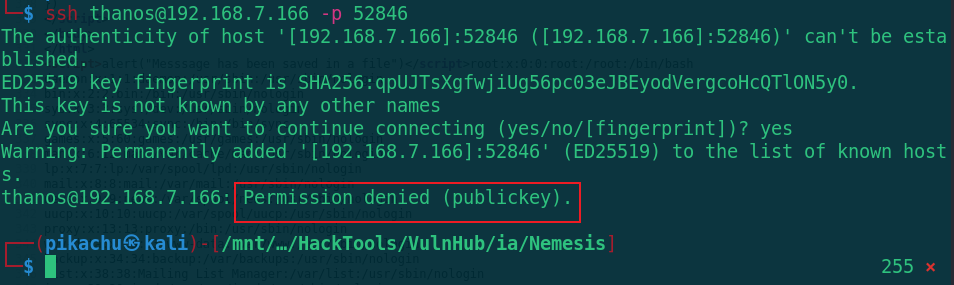 └─$ ssh thanos@192.168.7.166 -p 52846
The authenticity of host '[192.168.7.166]:52846 ([192.168.7.166]:52846)' can't be esta
blished.
ED25519 key fingerprint is SHA256:qpUJTsXgfwjiUg56pc03eJBEyodVergcoHcQTlON5y0.
This key is not known by any other names
Are you sure you want to continue connecting (yes/no/[fingerprint])? yes
Warning: Permanently added '[192.168.7.166]:52846' (ED25519) to the list of known host
s.
thanos@192.168.7.166: Permission denied (publickey).
┌──(pikachu㉿kali)-[/mnt/…/HackTools/VulnHub/ia/Nemesis]
└─$ 255 ⨯